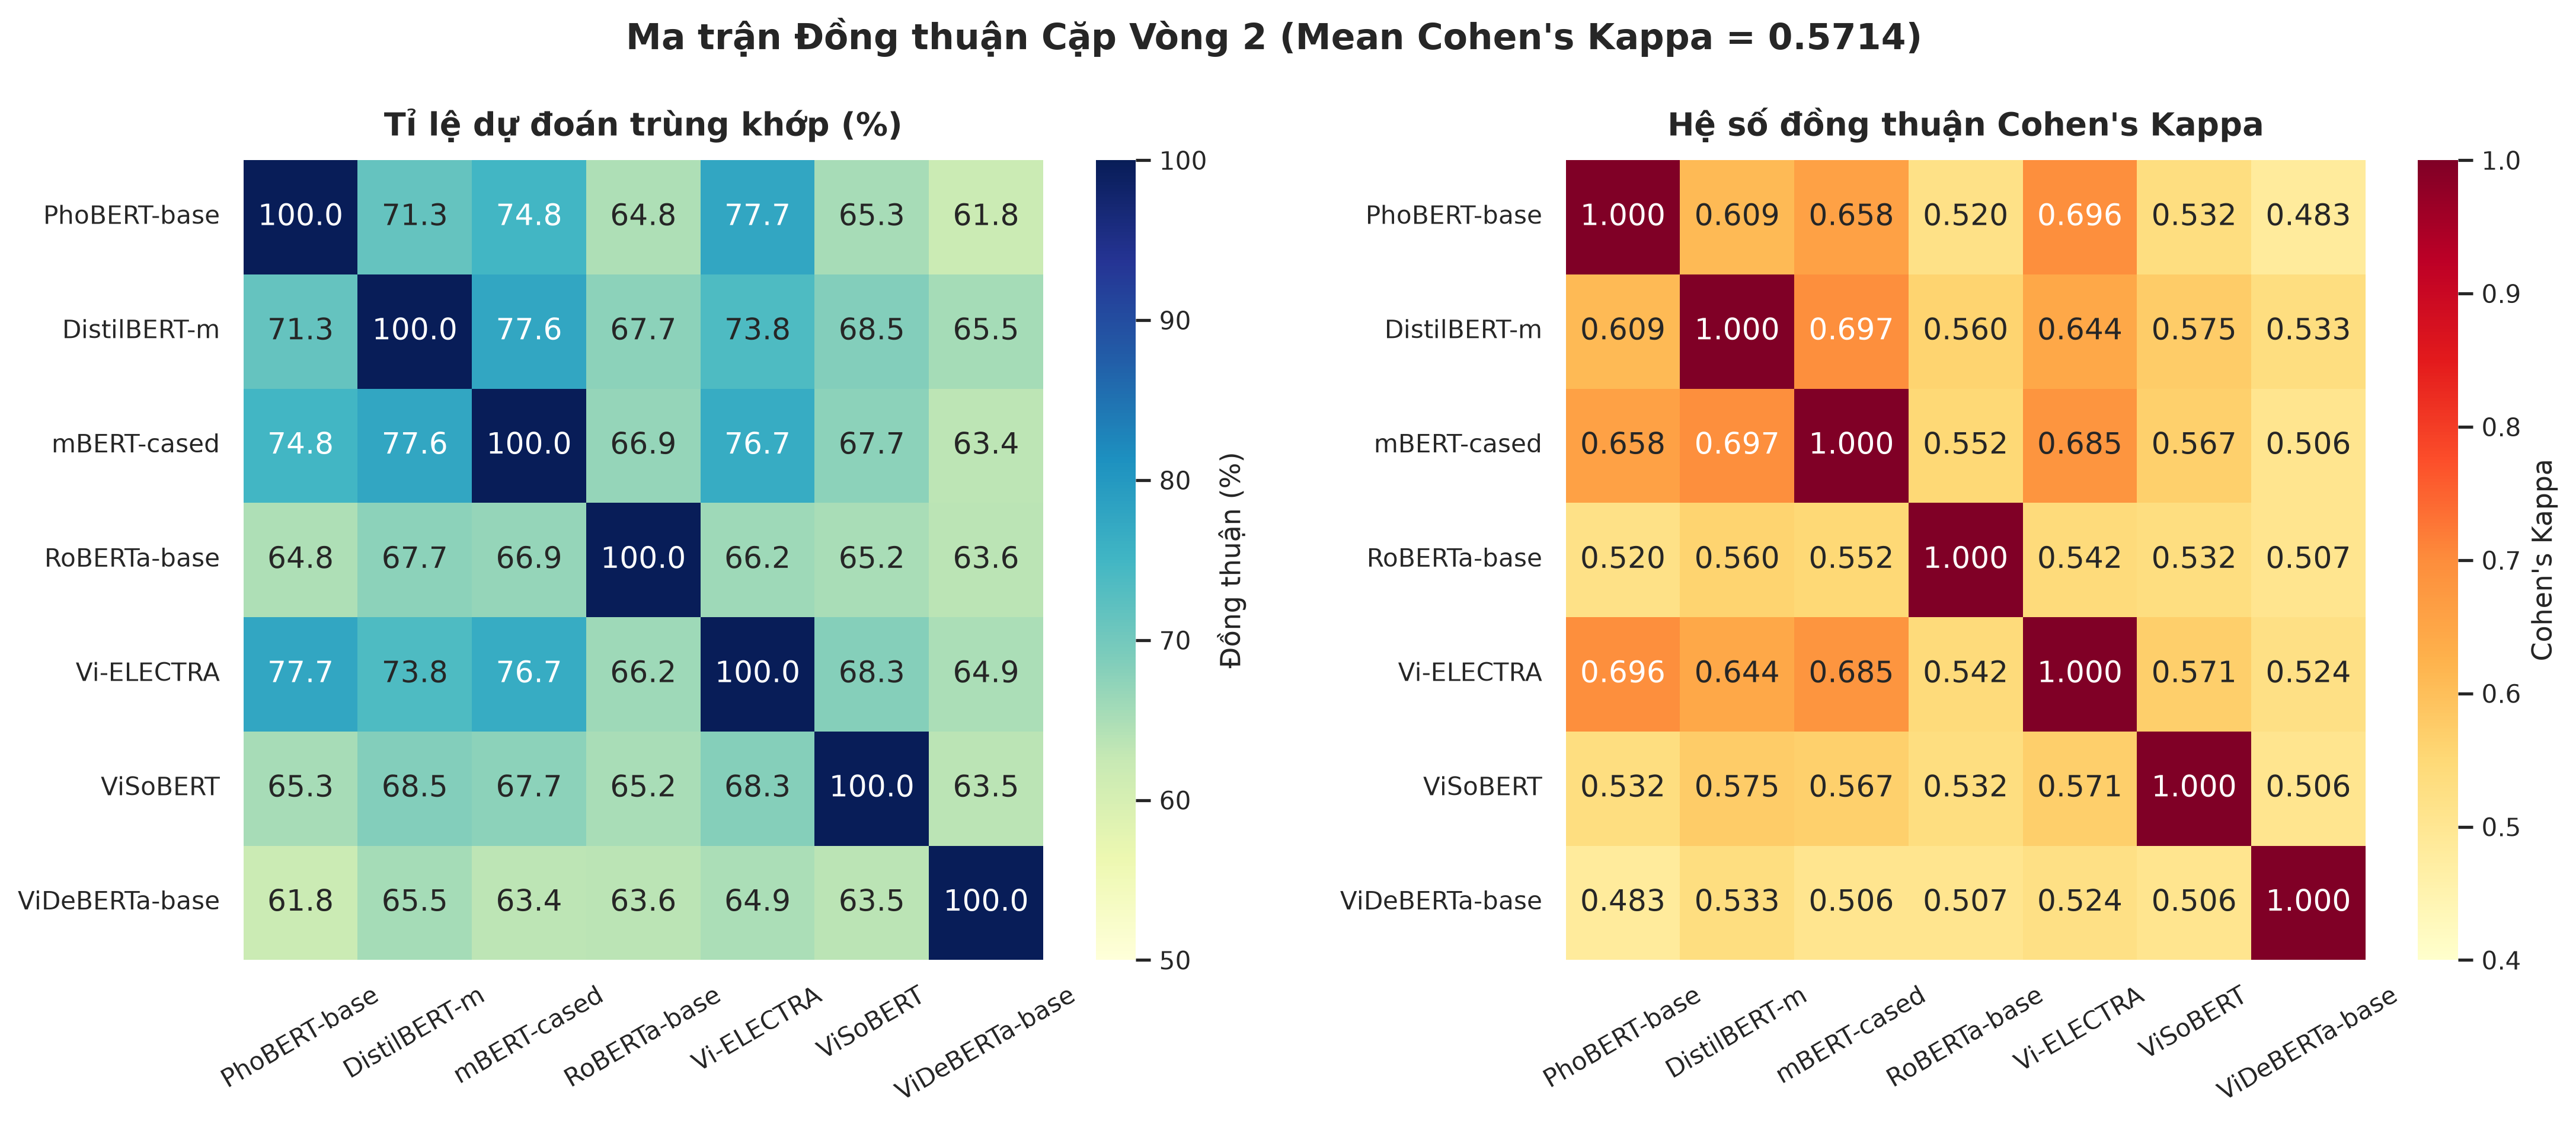 Ma trận Đồng thuận Cặp Vòng 2 (Mean Cohen's Kappa = 0.5714)
Tỉ lệ dự đoán trùng khớp (%)
PhoBERT-base 100.0 71.3 74.8 64.8 77.7 65.3 61.8
DistilBERT-m 71.3 100.0 77.6 67.7 73.8 68.5 65.5
mBERT-cased 74.8 77.6 100.0 66.9 76.7 67.7 63.4
RoBERTa-base 64.8 67.7 66.9 100.0 66.2 65.2 63.6
Vi-ELECTRA 77.7 73.8 76.7 66.2 100.0 68.3 64.9
ViSoBERT 65.3 68.5 67.7 65.2 68.3 100.0 63.5
ViDeBERTa-base 61.8 65.5 63.4 63.6 64.9 63.5 100.0
PhoBERT-base DistilBERT-m mBERT-cased RoBERTa-base Vi-ELECTRA ViSoBERT ViDeBERTa-base
100
90
80
70
60
50
Đồng thuận (%)
Hệ số đồng thuận Cohen's Kappa
PhoBERT-base 1.000 0.609 0.658 0.520 0.696 0.532 0.483
DistilBERT-m 0.609 1.000 0.697 0.560 0.644 0.575 0.533
mBERT-cased 0.658 0.697 1.000 0.552 0.685 0.567 0.506
RoBERTa-base 0.520 0.560 0.552 1.000 0.542 0.532 0.507
Vi-ELECTRA 0.696 0.644 0.685 0.542 1.000 0.571 0.524
ViSoBERT 0.532 0.575 0.567 0.532 0.571 1.000 0.506
ViDeBERTa-base 0.483 0.533 0.506 0.507 0.524 0.506 1.000
PhoBERT-base DistilBERT-m mBERT-cased RoBERTa-base Vi-ELECTRA ViSoBERT ViDeBERTa-base
1.0
0.9
0.8
0.7
0.6
0.5
0.4
Cohen's Kappa